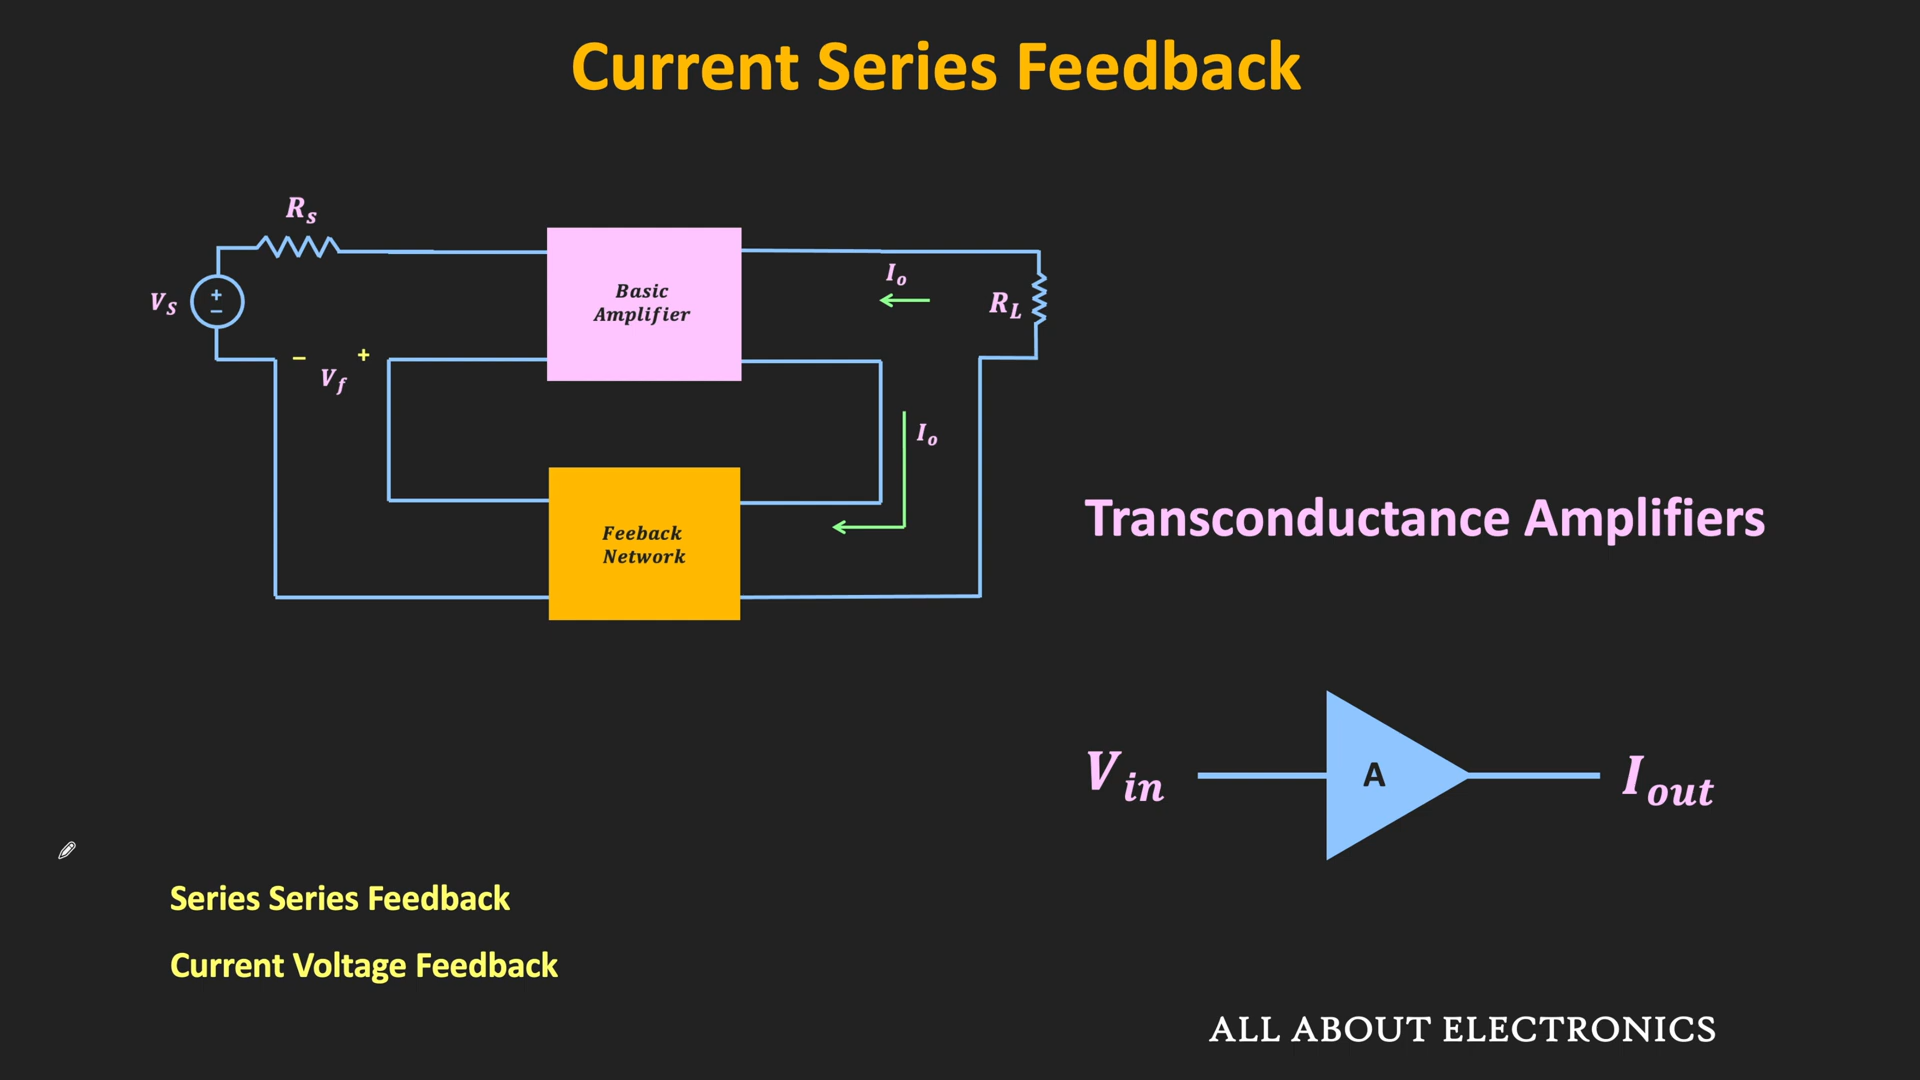 Current Series Feedback
Rs
VS
+
−
− +
Vf
Basic
Amplifier
Io
RL
Io
Feeback
Network
Transconductance Amplifiers
Vin
A
Iout
Series Series Feedback
Current Voltage Feedback
ALL ABOUT ELECTRONICS